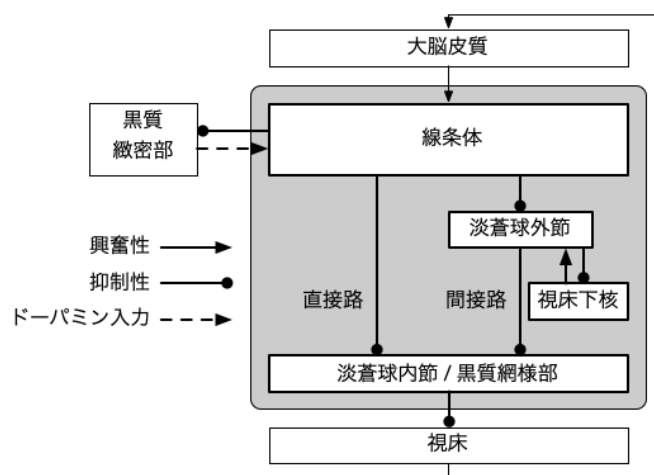 大脳皮質
黒質
緻密部
線条体
淡蒼球外節
興奮性
抑制性
ドーパミン入力
直接路
間接路
視床下核
淡蒼球内節 / 黒質網様部
視床